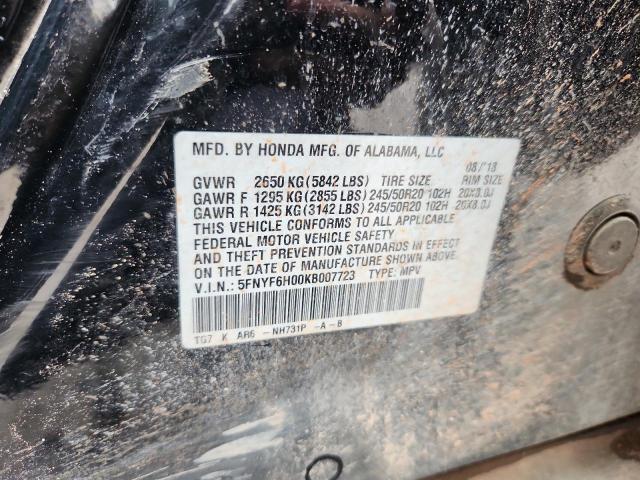 MFD. BY HONDA MFG. OF ALABAMA, LLC
08/'18
GVWR 2650 KG(5842 LBS) TIRE SIZE RIM SIZE
GAWR F 1295 KG(2855 LBS)245/50R20 102H 20X8.0J
GAWR R 1425 KG(3142 LBS)245/50R20 102H 20X8.0J
THIS VEHICLE CONFORMS TO ALL APPLICABLE
FEDERAL MOTOR VEHICLE SAFETY
AND THEFT PREVENTION STANDARDS IN EFFECT
ON THE DATE OF MANUFACTURE SHOWN ABOVE.
V.I.N.: 5FNYF6H00KB007723 TYPE: MPV
TG7 K AR6 -NH731P -A-B